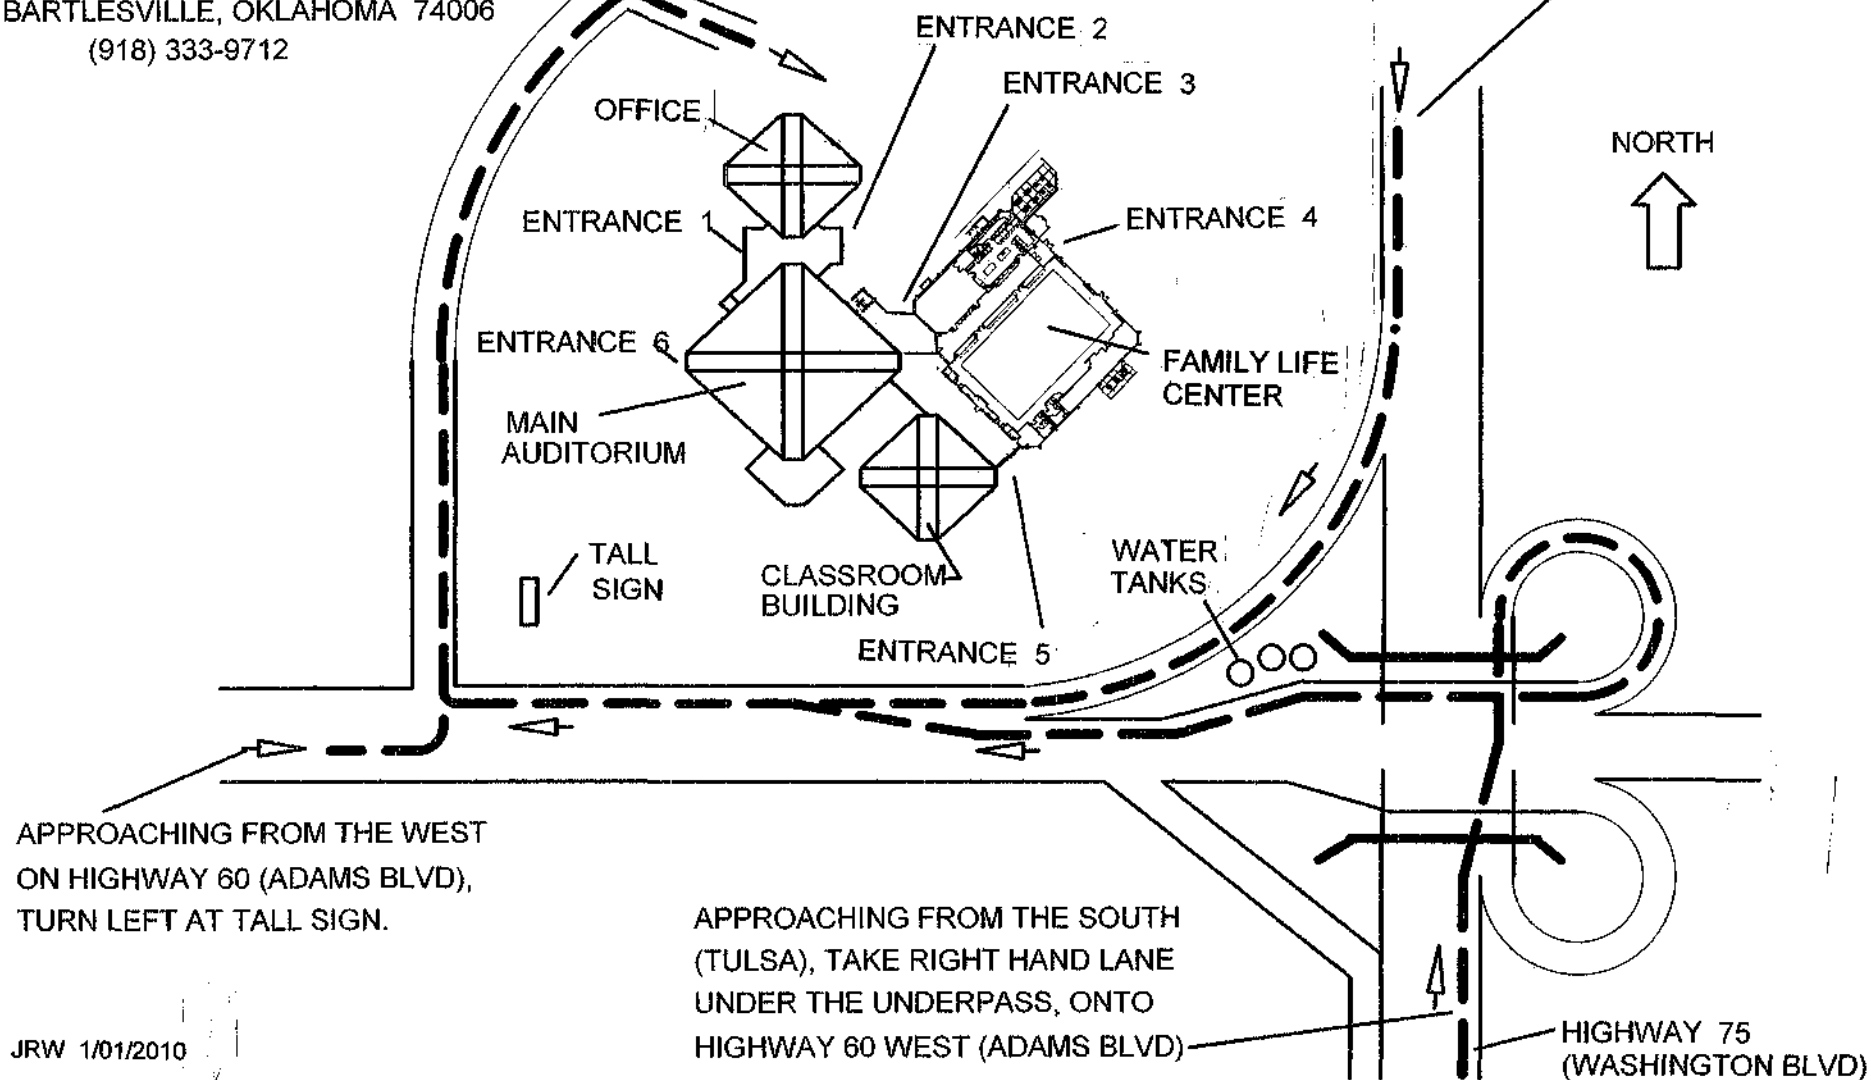 BARTLESVILLE, OKLAHOMA 74006
(918) 333-9712
ENTRANCE 2
ENTRANCE 3
OFFICE
NORTH
ENTRANCE 1
ENTRANCE 4
ENTRANCE 6
FAMILY LIFE
CENTER
MAIN
AUDITORIUM
TALL
SIGN
WATER
TANKS
CLASSROOM
BUILDING
ENTRANCE 5
APPROACHING FROM THE WEST
ON HIGHWAY 60 (ADAMS BLVD),
TURN LEFT AT TALL SIGN.
APPROACHING FROM THE SOUTH
(TULSA), TAKE RIGHT HAND LANE
UNDER THE UNDERPASS, ONTO
HIGHWAY 60 WEST (ADAMS BLVD)
HIGHWAY 75
(WASHINGTON BLVD)
JRW 1/01/2010